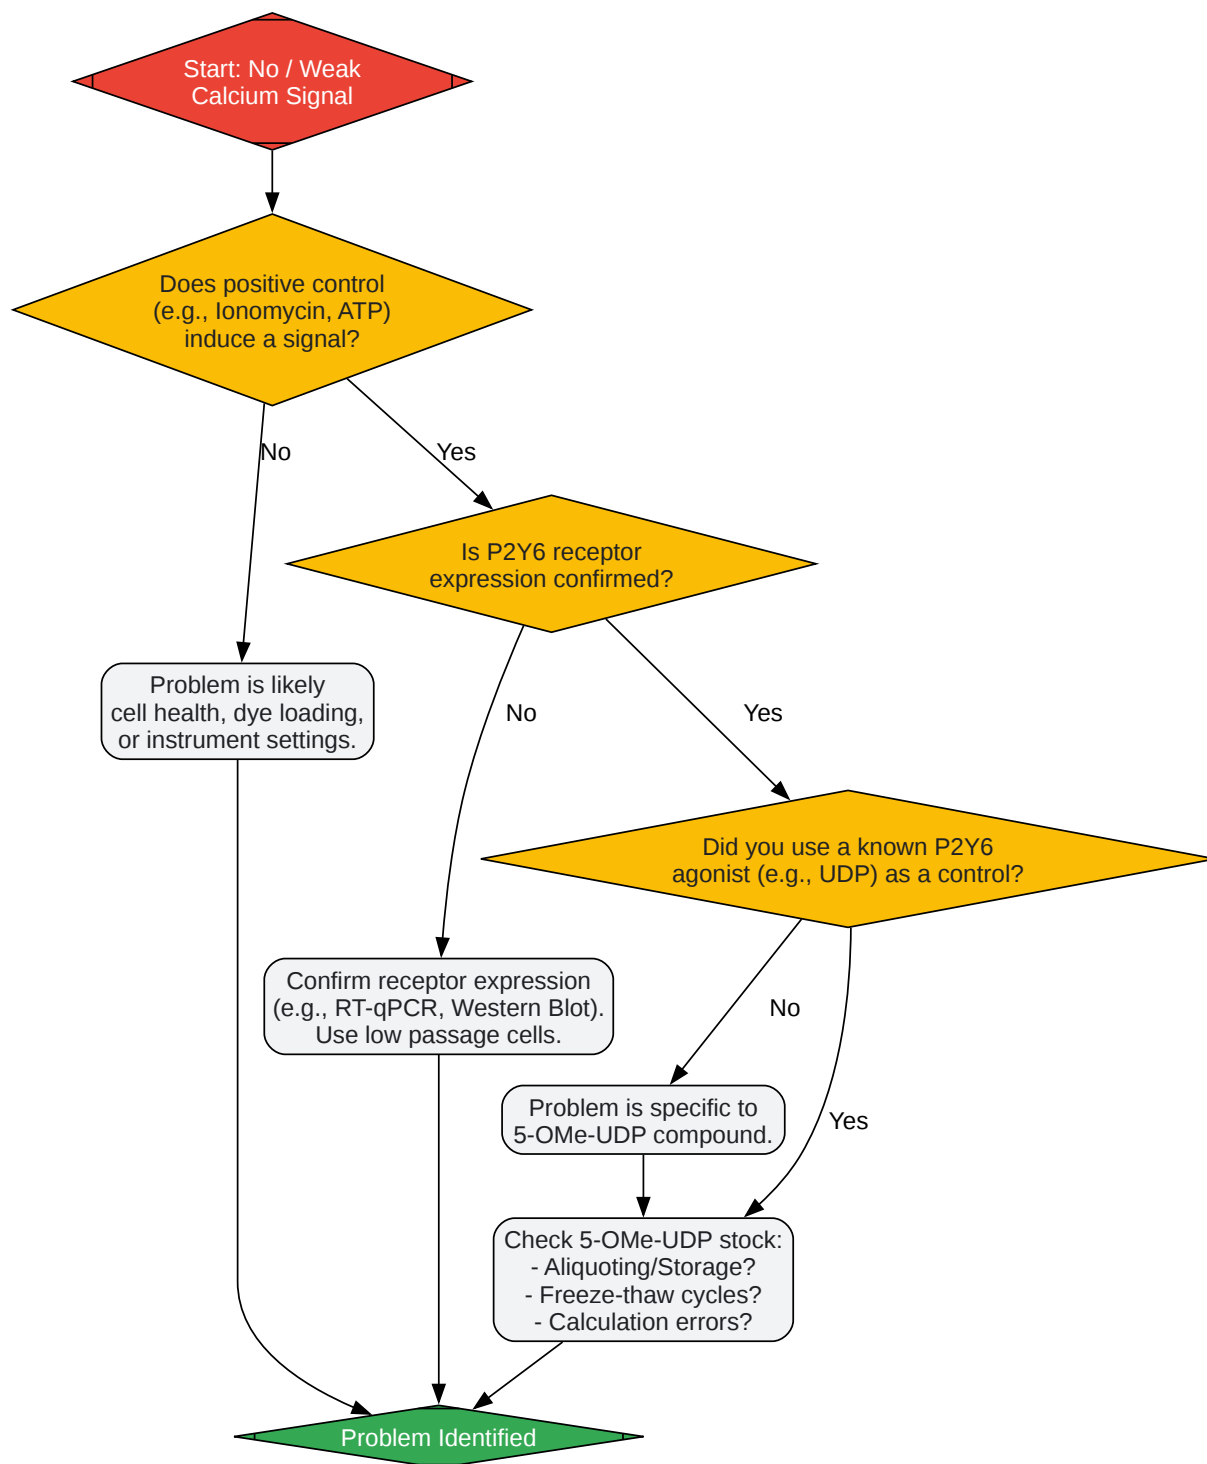 Start: No / Weak
Calcium Signal
Does positive control
(e.g., Ionomycin, ATP)
induce a signal?
No
Yes
Is P2Y6 receptor
expression confirmed?
Problem is likely
cell health, dye loading,
or instrument settings.
No
Yes
Did you use a known P2Y6
agonist (e.g., UDP) as a control?
Confirm receptor expression
(e.g., RT-qPCR, Western Blot).
Use low passage cells.
No
Yes
Problem is specific to
5-OMe-UDP compound.
Check 5-OMe-UDP stock:
- Aliquoting/Storage?
- Freeze-thaw cycles?
- Calculation errors?
Problem Identified